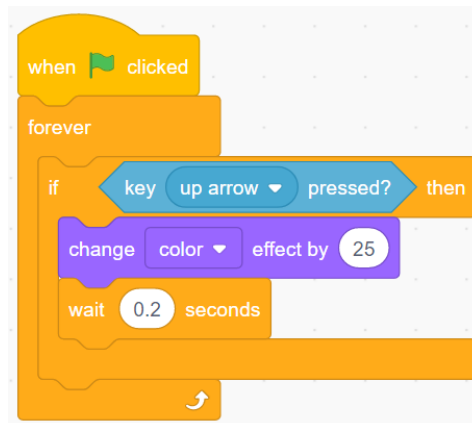 when clicked
forever
if key up arrow pressed? then
change color effect by 25
wait 0.2 seconds